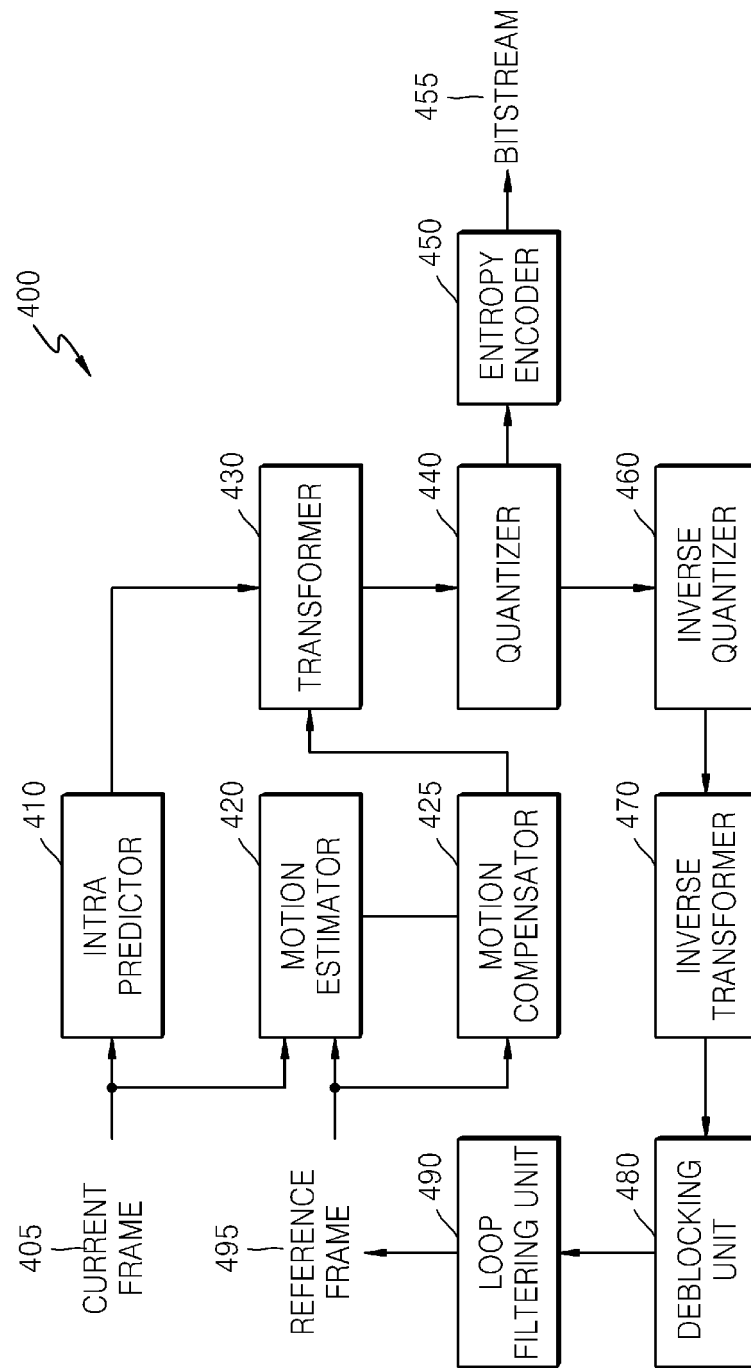 400
405
CURRENT
FRAME
410
INTRA
PREDICTOR
495
REFERENCE
FRAME
420
MOTION
ESTIMATOR
430
TRANSFORMER
425
MOTION
COMPENSATOR
440
QUANTIZER
450
ENTROPY
ENCODER
455
BITSTREAM
490
LOOP
FILTERING UNIT
480
DEBLOCKING
UNIT
470
INVERSE
TRANSFORMER
460
INVERSE
QUANTIZER